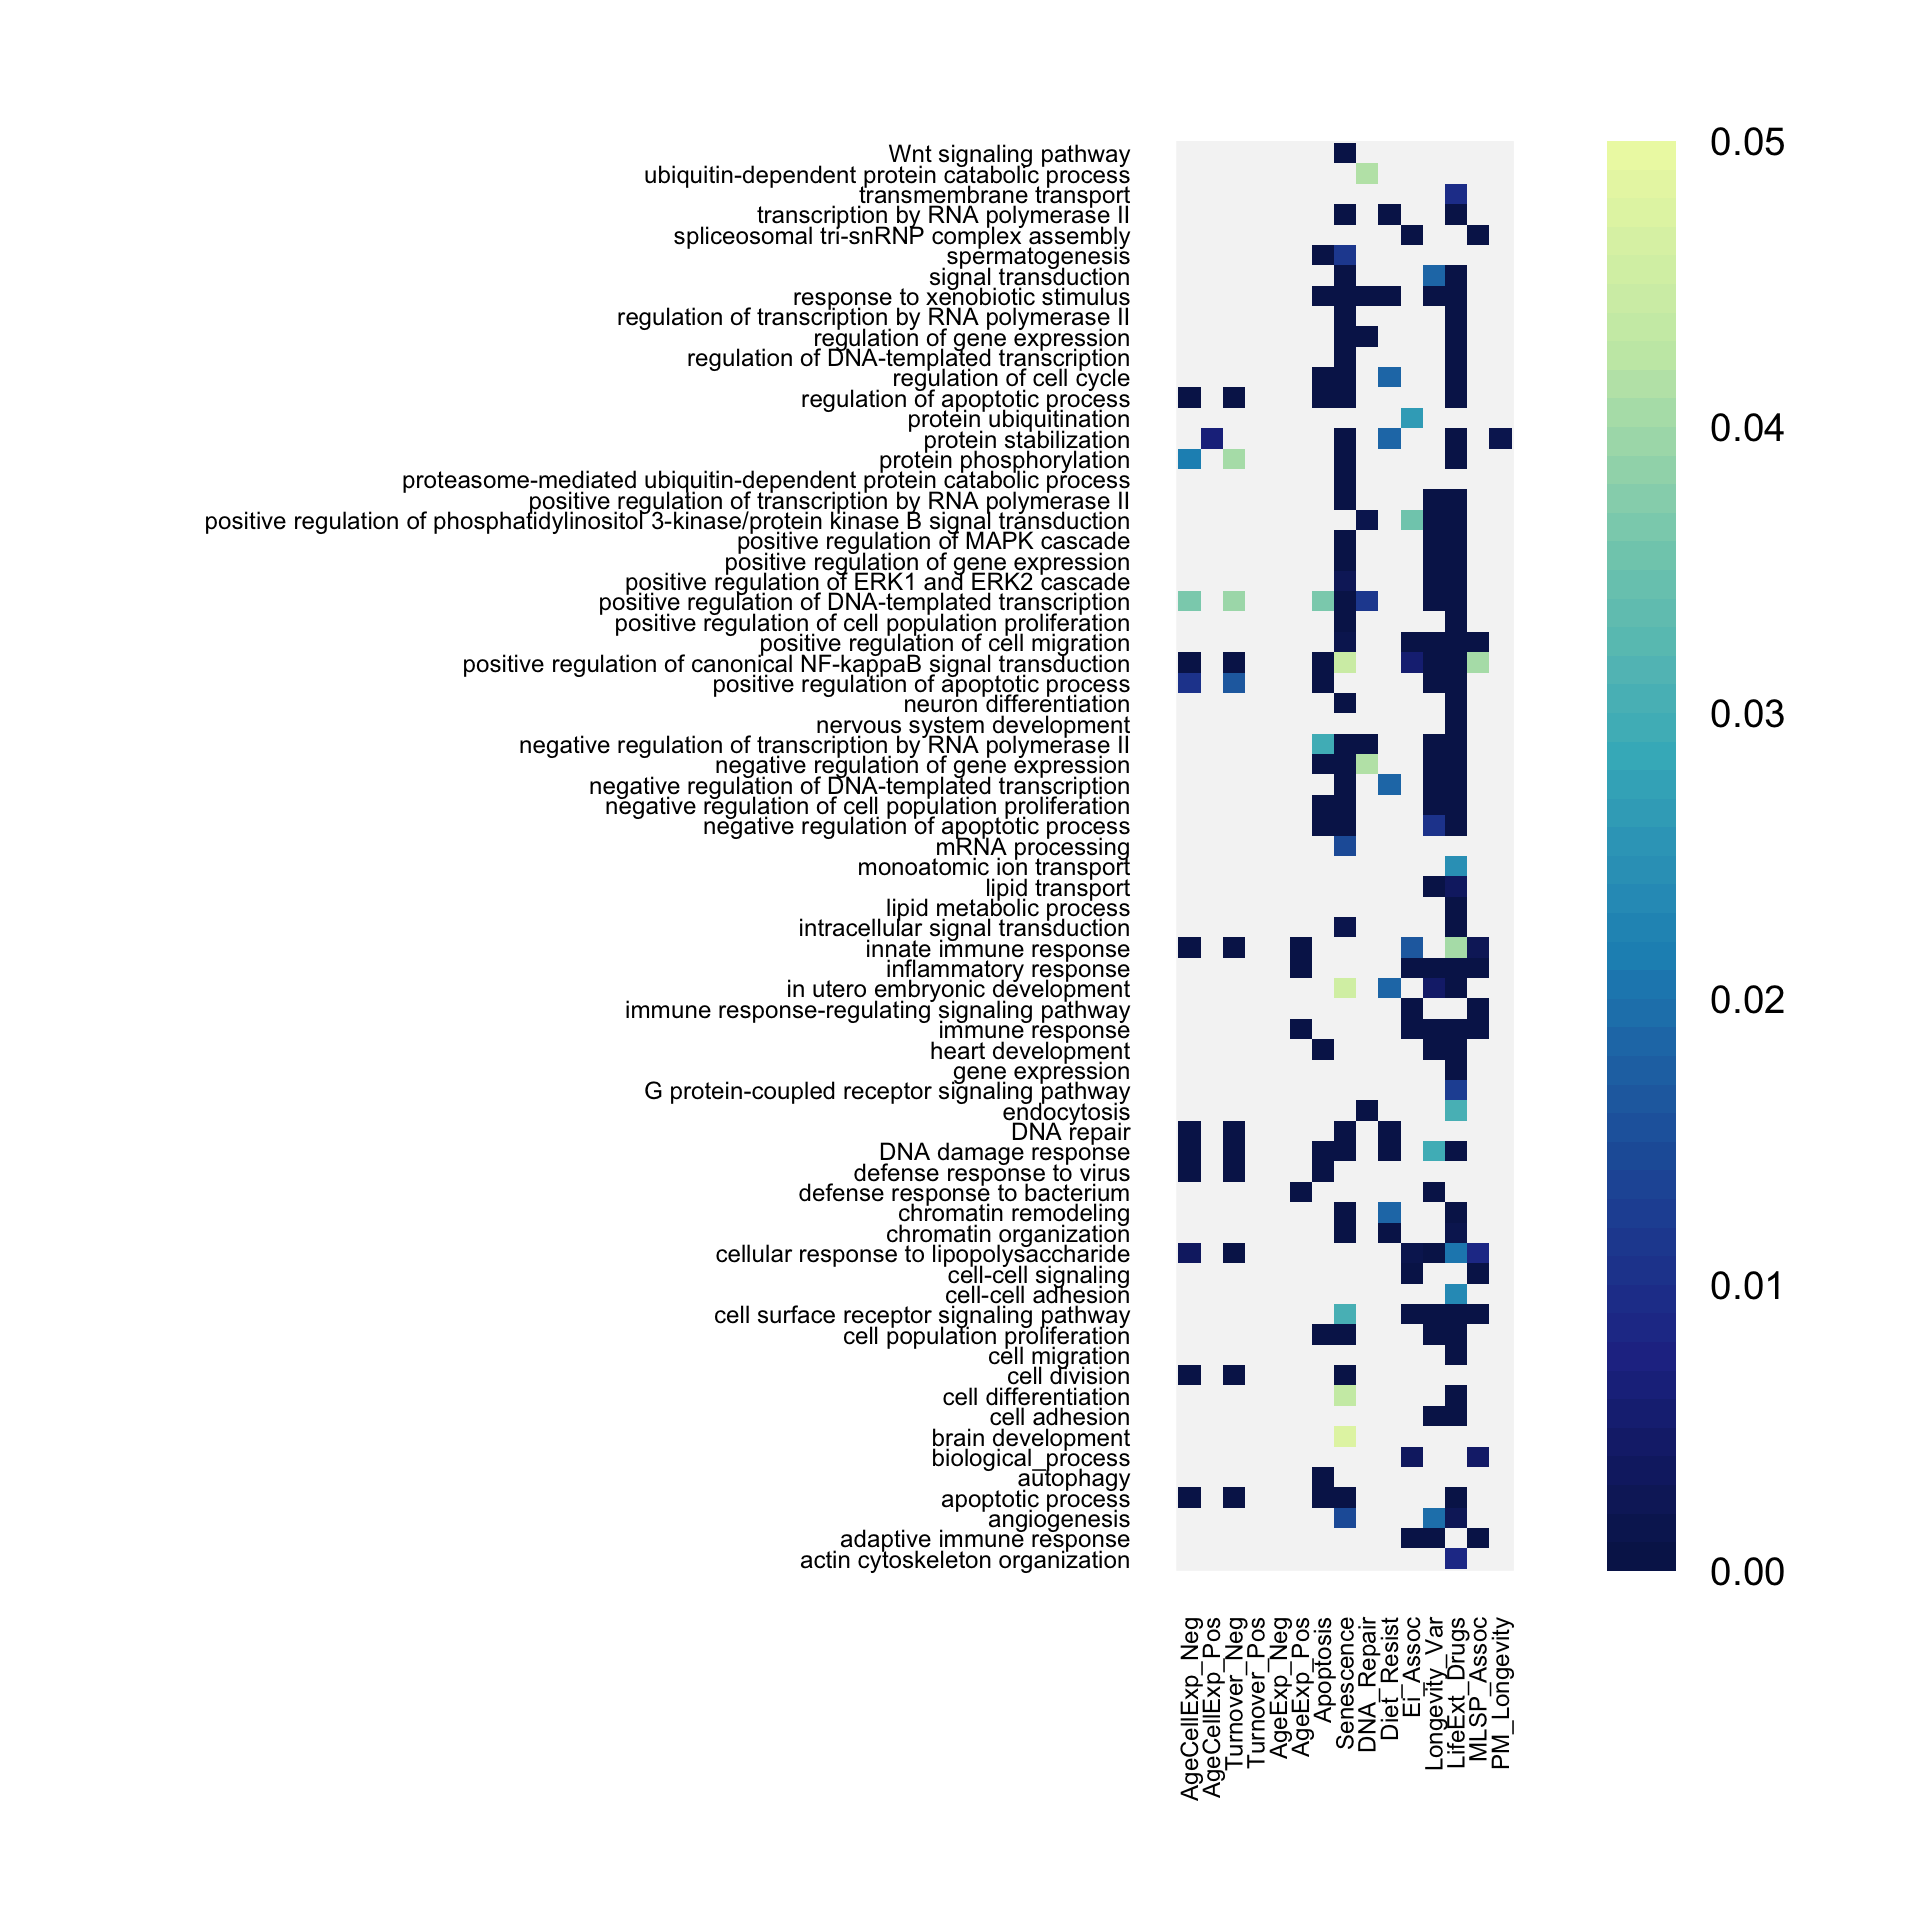 Wnt signaling pathway
ubiquitin-dependent protein catabolic process
transmembrane transport
transcription by RNA polymerase II
spliceosomal tri-snRNP complex assembly
spermatogenesis
signal transduction
response to xenobiotic stimulus
regulation of transcription by RNA polymerase II
regulation of gene expression
regulation of DNA-templated transcription
regulation of cell cycle
regulation of apoptotic process
protein ubiquitination
protein stabilization
protein phosphorylation
proteasome-mediated ubiquitin-dependent protein catabolic process
positive regulation of transcription by RNA polymerase II
positive regulation of phosphatidylinositol 3-kinase/protein kinase B signal transduction
positive regulation of MAPK cascade
positive regulation of gene expression
positive regulation of ERK1 and ERK2 cascade
positive regulation of DNA-templated transcription
positive regulation of cell population proliferation
positive regulation of cell migration
positive regulation of canonical NF-kappaB signal transduction
positive regulation of apoptotic process
neuron differentiation
nervous system development
negative regulation of transcription by RNA polymerase II
negative regulation of gene expression
negative regulation of DNA-templated transcription
negative regulation of cell population proliferation
negative regulation of apoptotic process
mRNA processing
monoatomic ion transport
lipid transport
lipid metabolic process
intracellular signal transduction
innate immune response
inflammatory response
in utero embryonic development
immune response-regulating signaling pathway
immune response
heart development
gene expression
G protein-coupled receptor signaling pathway
endocytosis
DNA repair
DNA damage response
defense response to virus
defense response to bacterium
chromatin remodeling
chromatin organization
cellular response to lipopolysaccharide
cell-cell signaling
cell-cell adhesion
cell surface receptor signaling pathway
cell population proliferation
cell migration
cell division
cell differentiation
cell adhesion
brain development
biological_process
autophagy
apoptotic process
angiogenesis
adaptive immune response
actin cytoskeleton organization
AgeCellExp_Neg
AgeCellExp_Pos
Turnover_Neg
Turnover_Pos
AgeExp_Neg
AgeExp_Pos
Apoptosis
Senescence
DNA_Repair
Diet_Resist
Ei_Assoc
Longevity_Var
LifeExt_Drugs
MLSP_Assoc
PM_Longevity
0.05
0.04
0.03
0.02
0.01
0.00